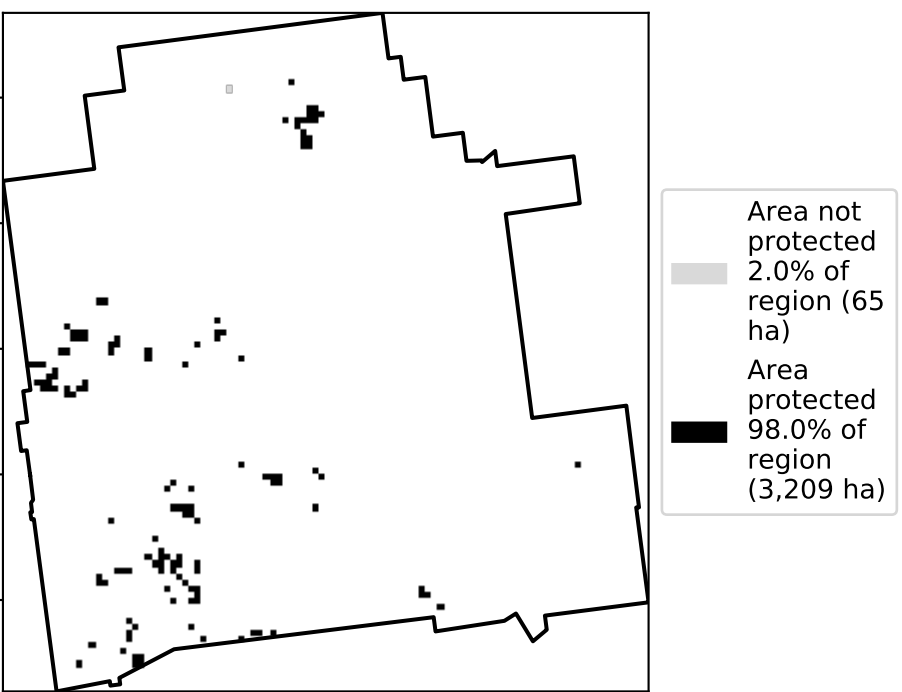 Area not
protected
2.0% of
region (65
ha)
Area
protected
98.0% of
region
(3,209 ha)